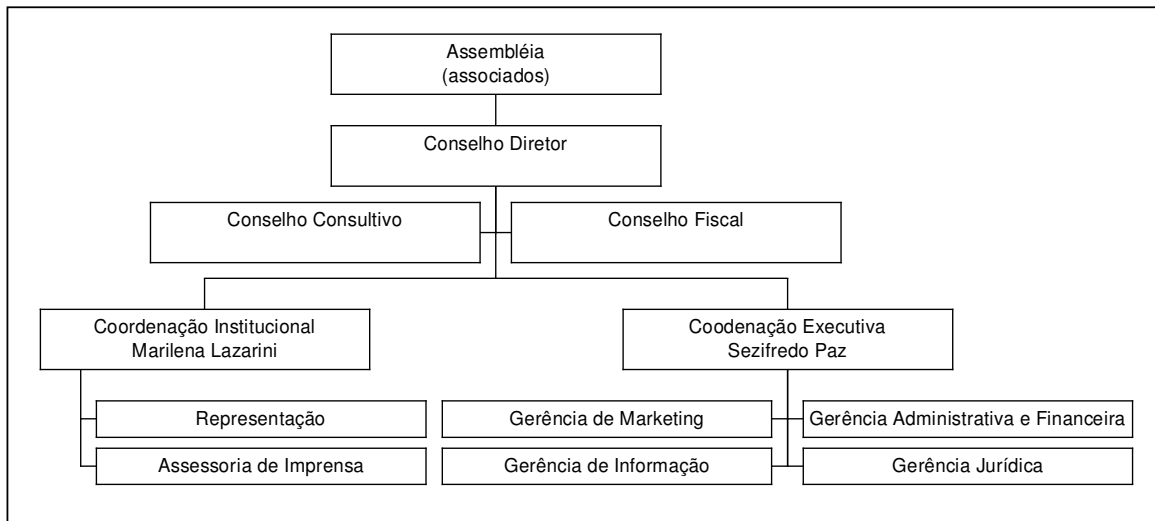 Assembléia
(associados)
Conselho Diretor
Conselho Consultivo
Conselho Fiscal
Coordenação Institucional
Marilena Lazarini
Coodenação Executiva
Sezifredo Paz
Representação
Assessoria de Imprensa
Gerência de Marketing
Gerência Administrativa e Financeira
Gerência de Informação
Gerência Jurídica